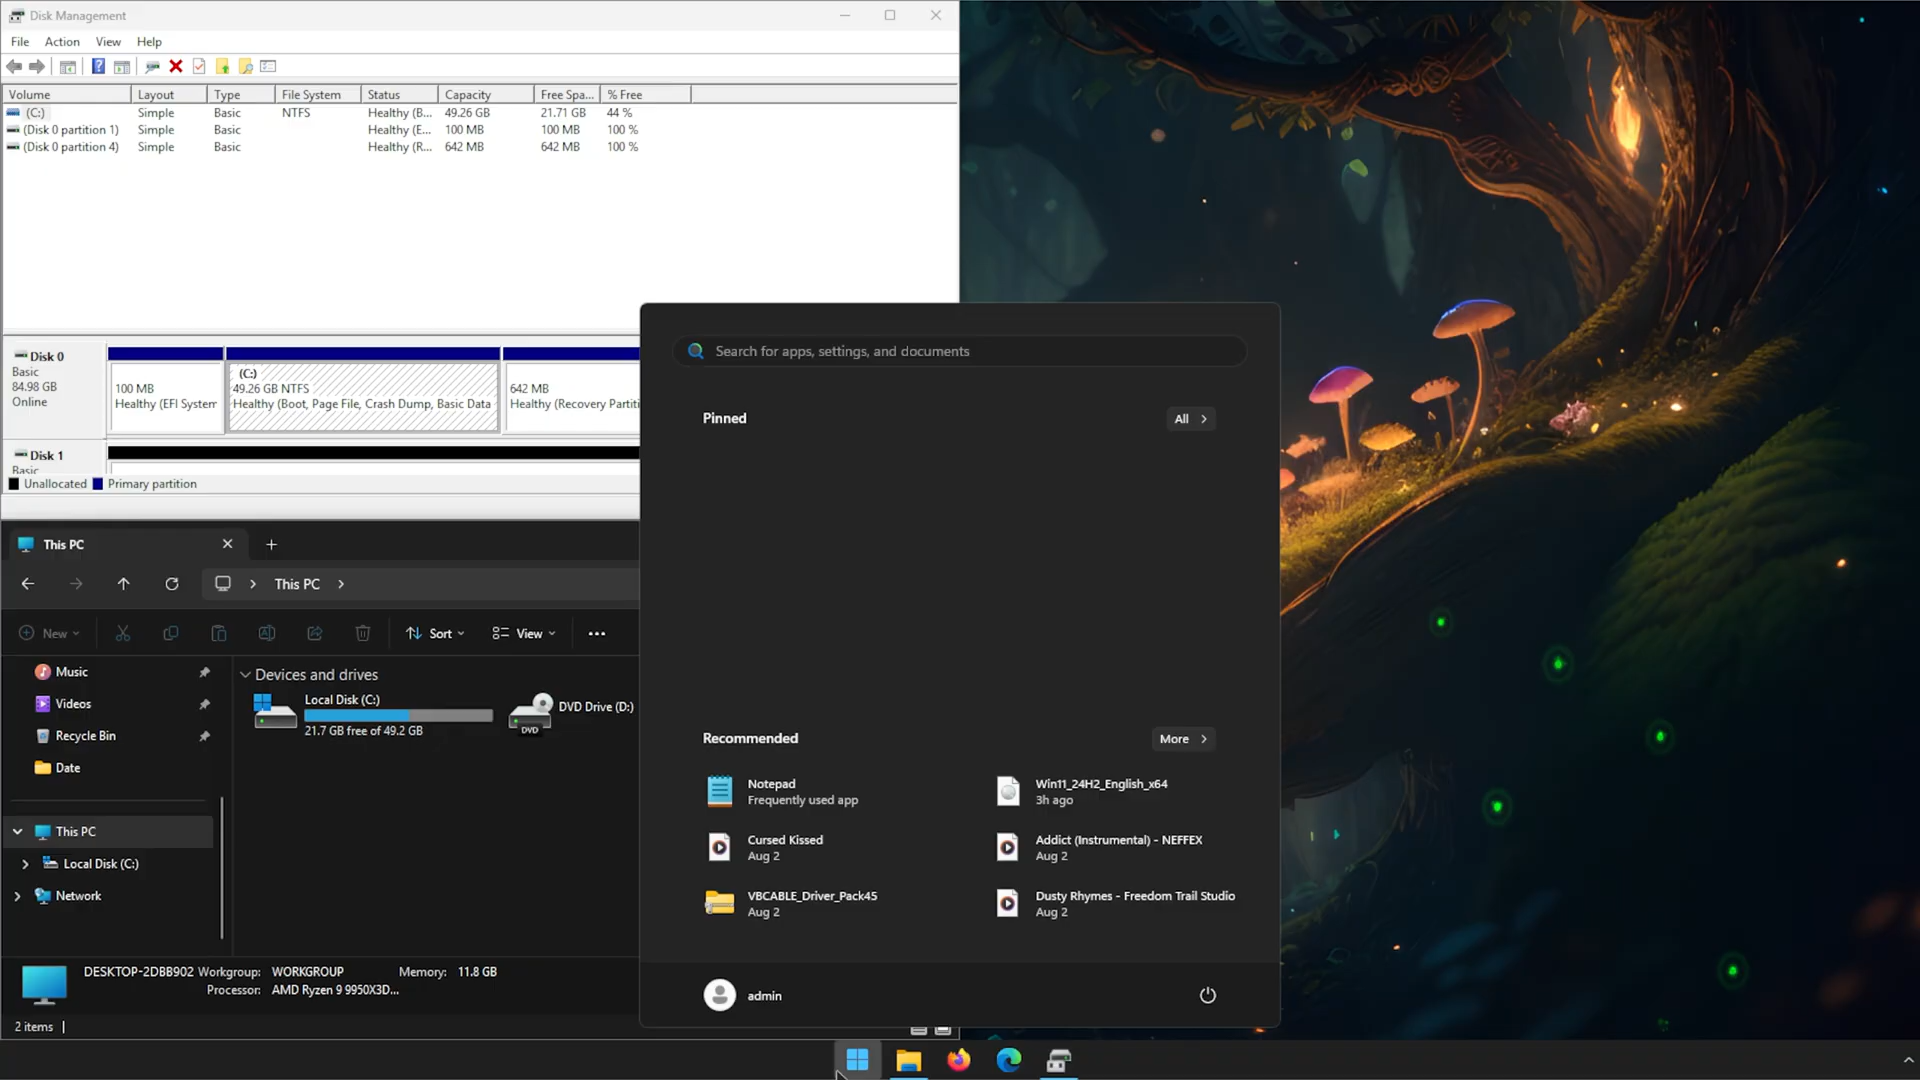 Disk Management
File Action View Help
Volume Layout Type File System Status Capacity Free Spa... % Free
(C:) Simple Basic NTFS Healthy (B... 49.26 GB 21.71 GB 44 %
(Disk 0 partition 1) Simple Basic Healthy (E... 100 MB 100 MB 100 %
(Disk 0 partition 4) Simple Basic Healthy (R... 642 MB 642 MB 100 %
Disk 0
Basic
84.98 GB
Online
100 MB
Healthy (EFI System
(C:)
49.26 GB NTFS
Healthy (Boot, Page File, Crash Dump, Basic Data
642 MB
Healthy (Recovery Partiti
Disk 1
Basic
Unallocated Primary partition
Search for apps, settings, and documents
Pinned
All
Recommended
More
Notepad
Frequently used app
Win11_24H2_English_x64
3h ago
Cursed Kissed
Aug 2
Addict (Instrumental) - NEFFEX
Aug 2
VBCABLE_Driver_Pack45
Aug 2
Dusty Rhymes - Freedom Trail Studio
Aug 2
admin
This PC
This PC
New Sort View
Music
Videos
Recycle Bin
Date
This PC
Local Disk (C:)
Network
Devices and drives
Local Disk (C:)
21.7 GB free of 49.2 GB
DVD Drive (D:)
DVD
DESKTOP-2DBB902 Workgroup: WORKGROUP Memory: 11.8 GB
Processor: AMD Ryzen 9 9950X3D...
2 items